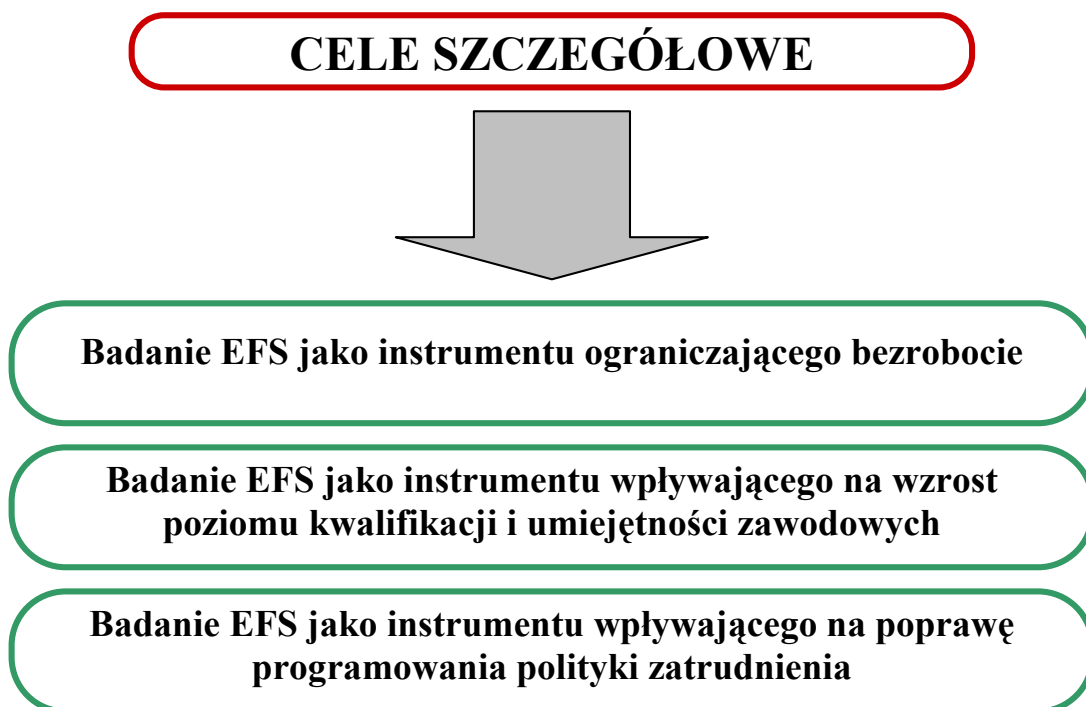 CELE SZCZEGÓŁOWE
Badanie EFS jako instrumentu ograniczającego bezrobocie
Badanie EFS jako instrumentu wpływającego na wzrost
poziomu kwalifikacji i umiejętności zawodowych
Badanie EFS jako instrumentu wpływającego na poprawę
programowania polityki zatrudnienia